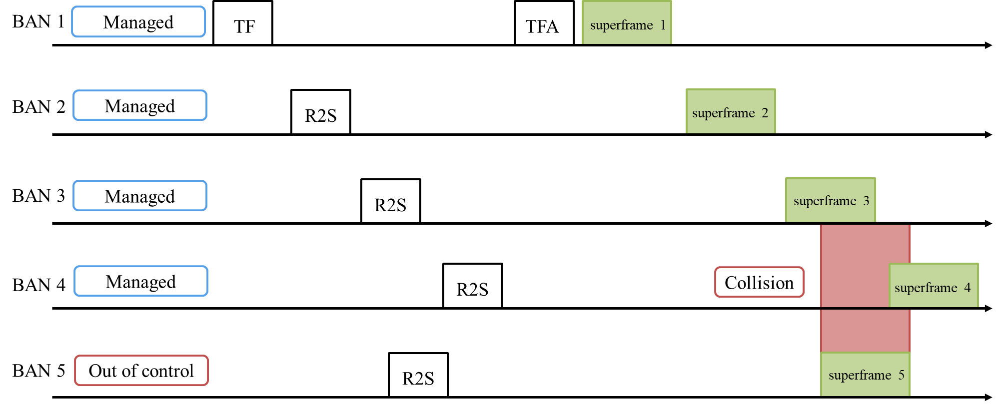 BAN 1 Managed TF TFA superframe 1
BAN 2 Managed R2S superframe 2
BAN 3 Managed R2S superframe 3
BAN 4 Managed R2S Collision superframe 4
BAN 5 Out of control R2S superframe 5